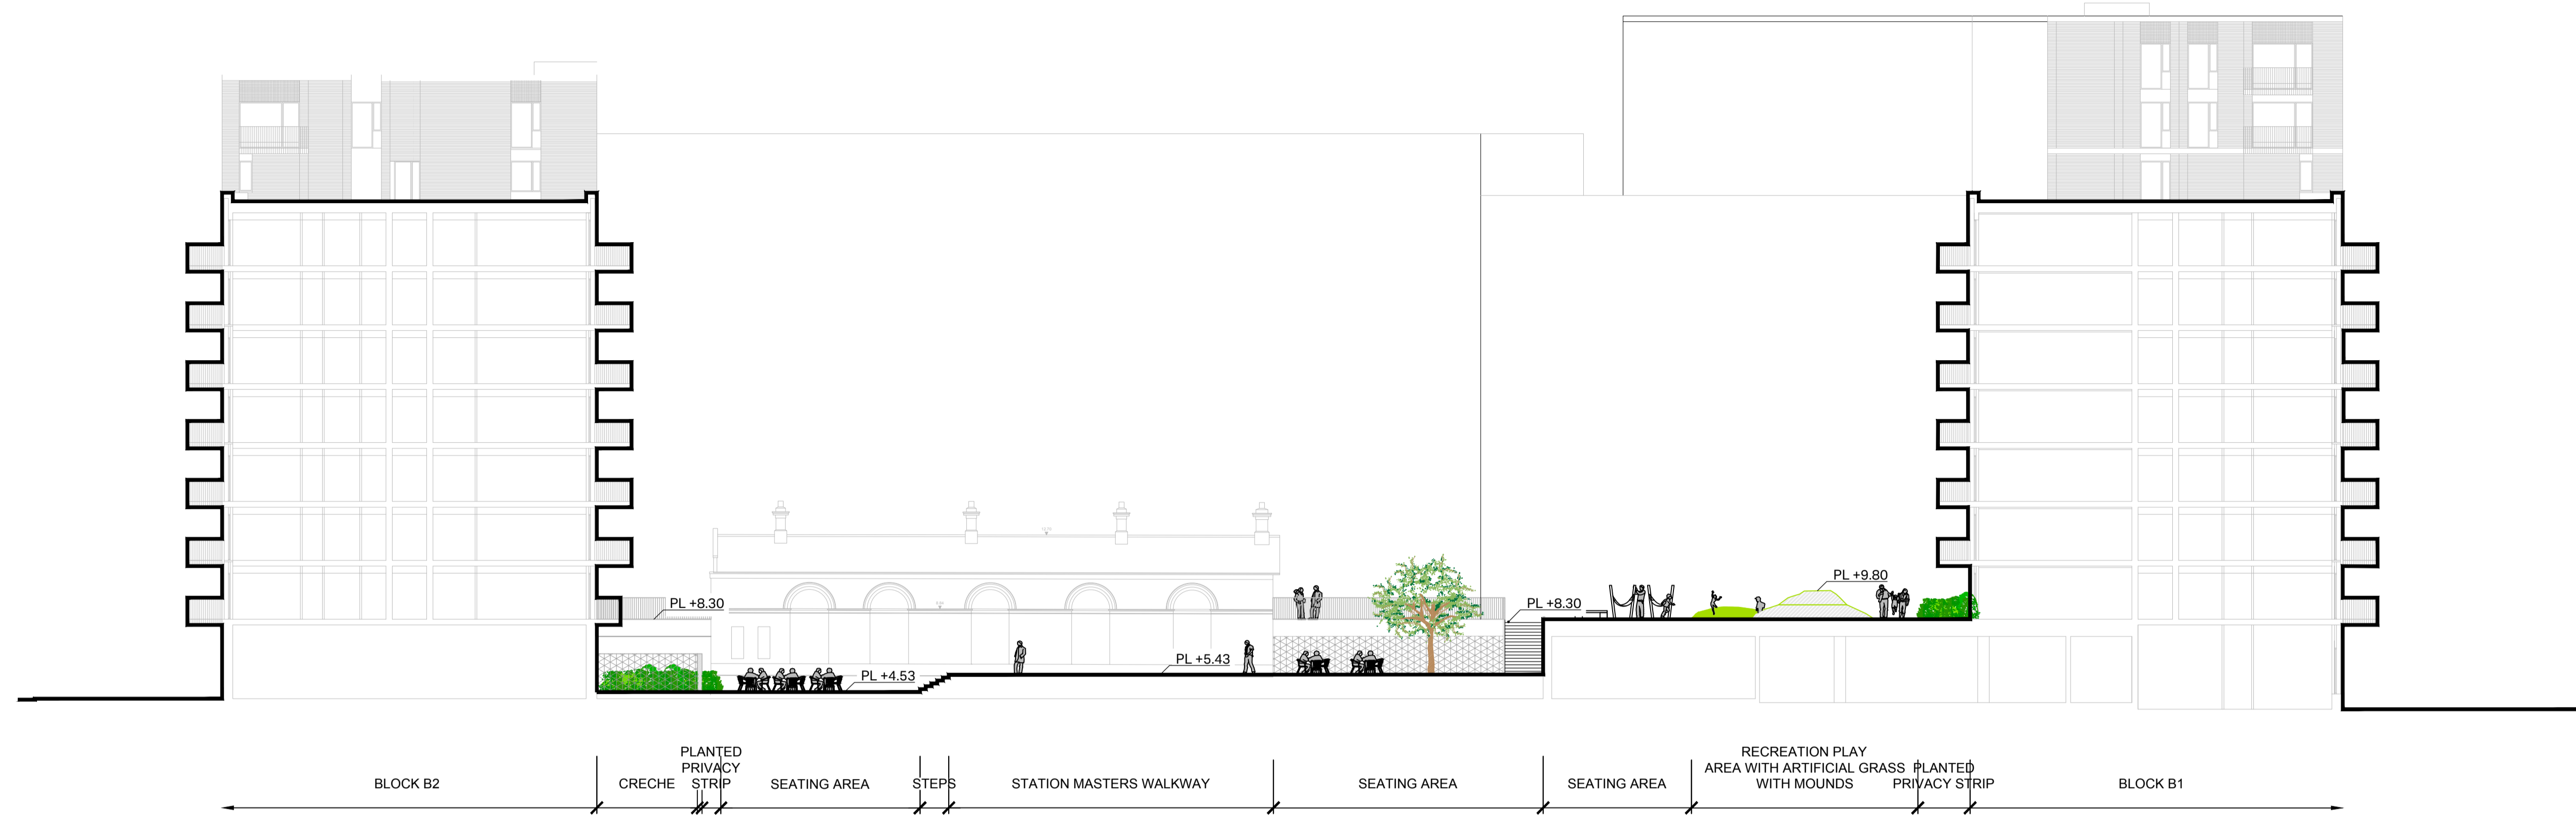 PL +9.80
PL +8.30
PL +8.30
PL +5.43
PL +4.53
BLOCK B2
CRECHE
PLANTED
PRIVACY
STRIP
SEATING AREA
STEPS
STATION MASTERS WALKWAY
SEATING AREA
SEATING AREA
RECREATION PLAY
AREA WITH ARTIFICIAL GRASS
WITH MOUNDS
PLANTED
PRIVACY STRIP
BLOCK B1